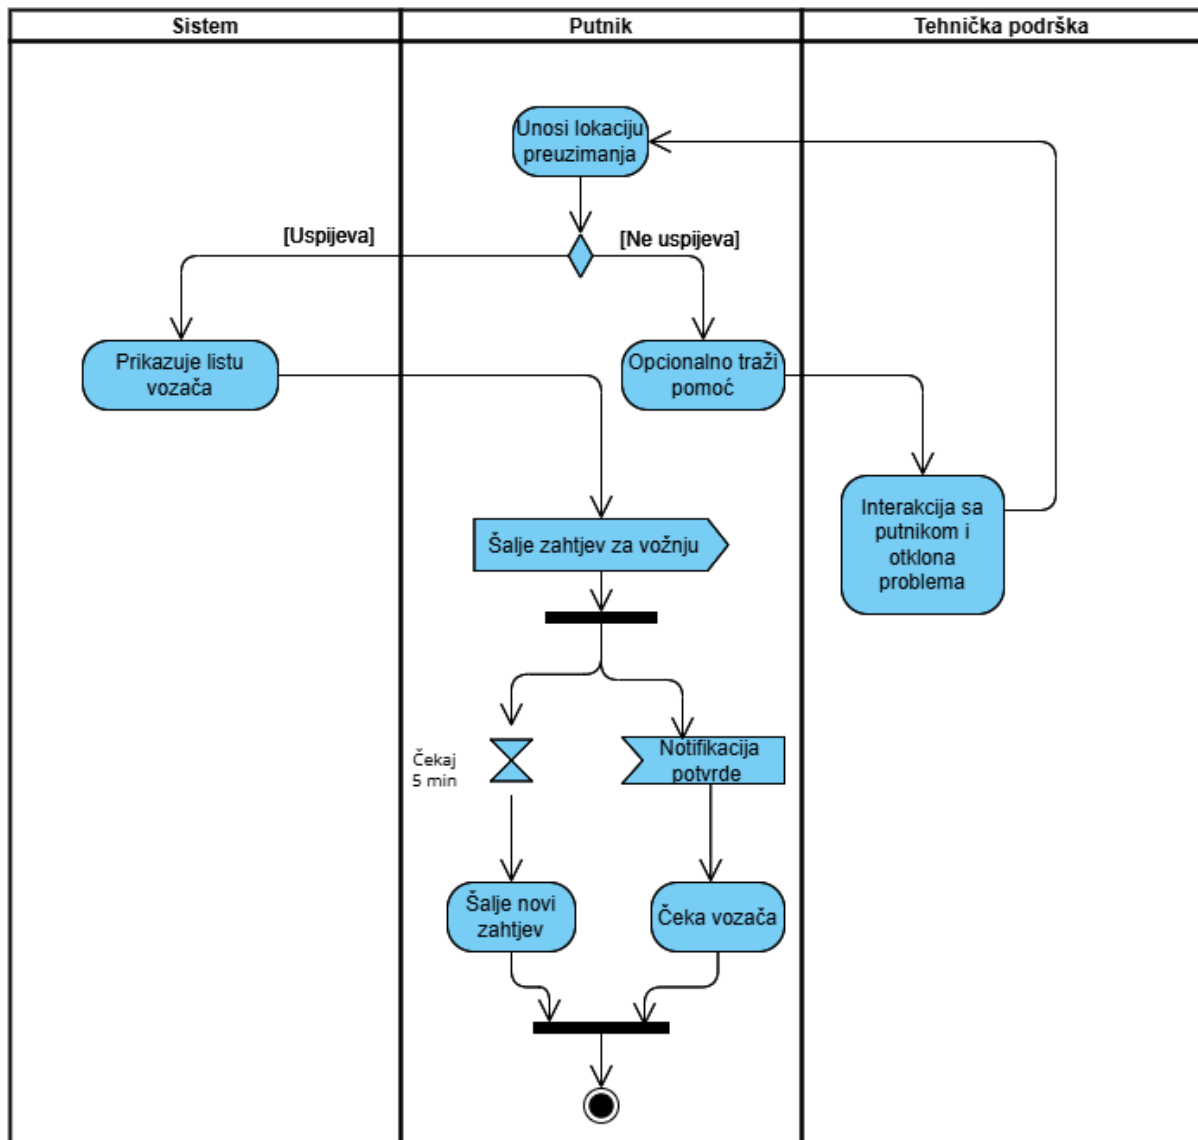 Sistem
Putnik
Tehnička podrška
Unosi lokaciju
preuzimanja
[Uspijeva]
[Ne uspijeva]
Prikazuje listu
vozača
Opcionalno traži
pomoć
Interakcija sa
putnikom i
otklona
problema
Šalje zahtjev za vožnju
Čekaj
5 min
Notifikacija
potvrde
Šalje novi
zahtjev
Čeka vozača